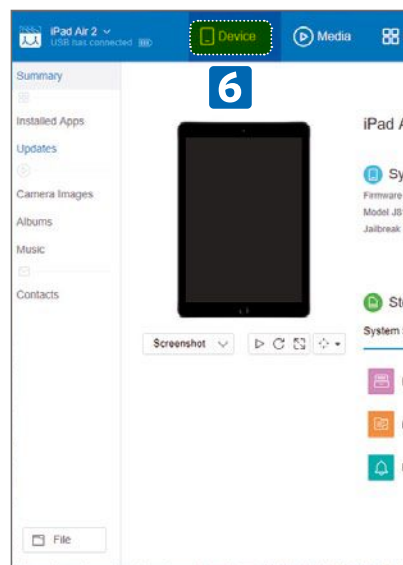 iPad Air 2
USB has connected
Device
Media
6
Summary
Installed Apps
Updates
Camera Images
Albums
Music
Contacts
iPad A
Sy
Firmware
Model J8
Jailbreak
Screenshot
St
System
File